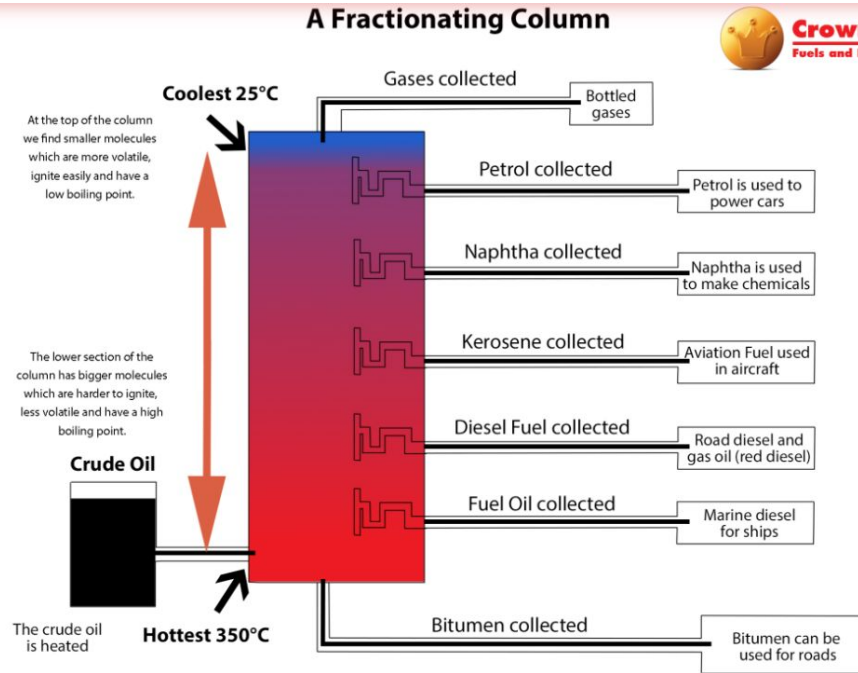 A Fractionating Column
Crow
Fuels and
Gases collected
Coolest 25°C
Bottled
gases
At the top of the column
we find smaller molecules
which are more volatile,
ignite easily and have a
low boiling point.
Petrol collected
Petrol is used to
power cars
Naphtha collected
Naphtha is used
to make chemicals
Kerosene collected
Aviation Fuel used
in aircraft
The lower section of the
column has bigger molecules
which are harder to ignite,
less volatile and have a high
boiling point.
Diesel Fuel collected
Road diesel and
gas oil (red diesel)
Crude Oil
Fuel Oil collected
Marine diesel
for ships
The crude oil
is heated
Hottest 350°C
Bitumen collected
Bitumen can be
used for roads